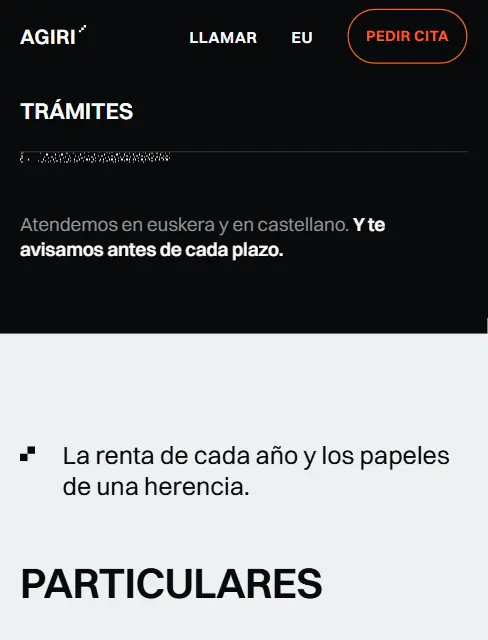 AGIRI
LLAMAR
EU
PEDIR CITA
TRÁMITES
Atendemos en euskera y en castellano. Y te
avisamos antes de cada plazo.
La renta de cada año y los papeles
de una herencia.
PARTICULARES